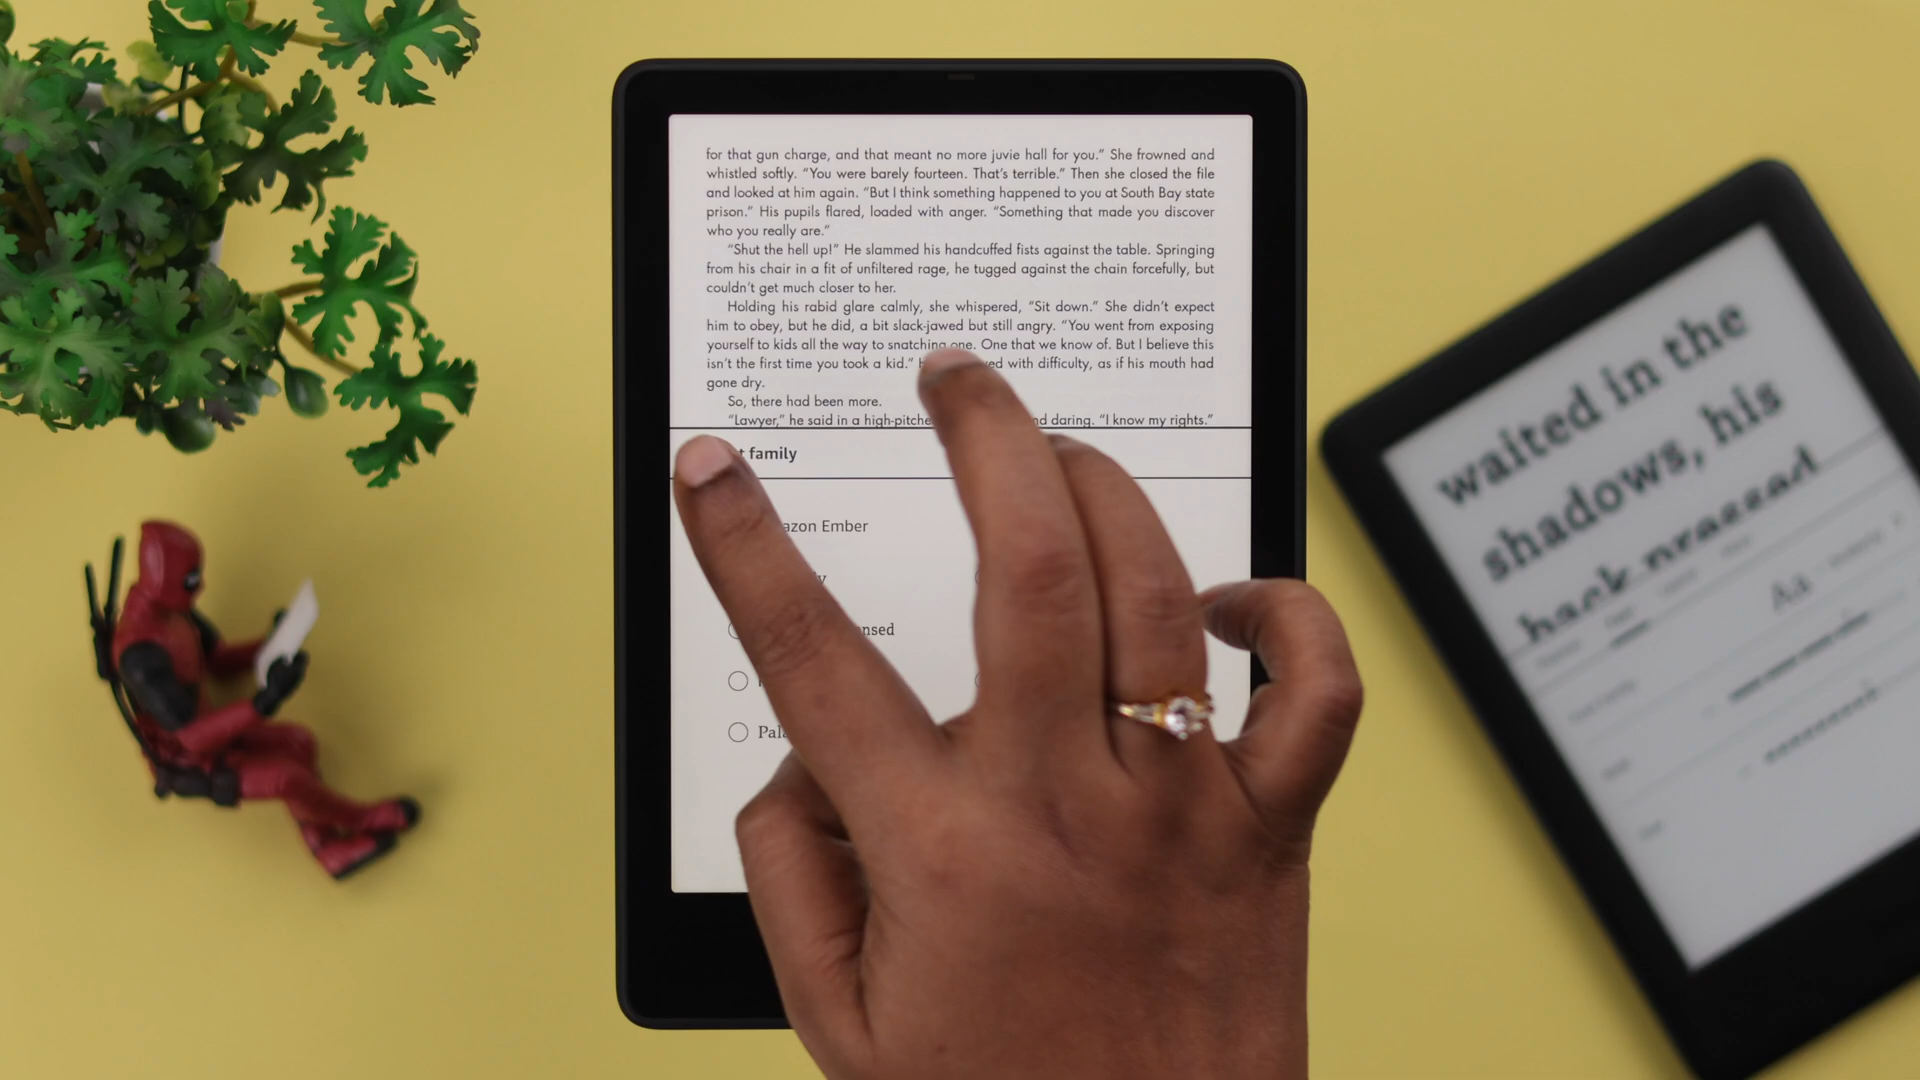 for that gun charge, and that meant no more juvie hall for you.” She frowned and
whistled softly. “You were barely fourteen. That’s terrible.” Then she closed the file
and looked at him again. “But I think something happened to you at South Bay state
prison.” His pupils flared, loaded with anger. “Something that made you discover
who you really are.”
“Shut the hell up!” He slammed his handcuffed fists against the table. Springing
from his chair in a fit of unfiltered rage, he tugged against the chain forcefully, but
couldn’t get much closer to her.
Holding his rabid glare calmly, she whispered, “Sit down.” She didn’t expect
him to obey, but he did, a bit slack-jawed but still angry. “You went from exposing
yourself to kids all the way to snatching one. One that we know of. But I believe this
isn’t the first time you took a kid.” with difficulty, as if his mouth had
gone dry.
So, there had been more.
“Lawyer,” he said in a daring. “I know my rights.”
family
Ember
waited in the
shadows, his
back pressed
Aa